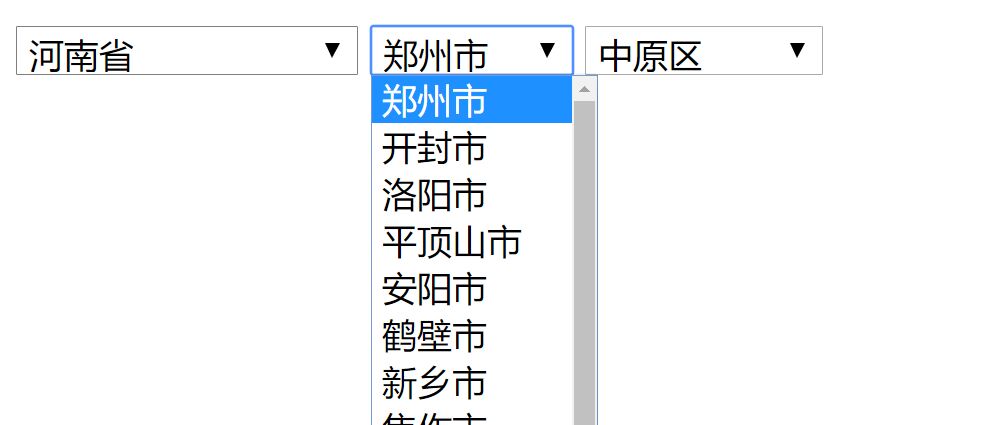 河南省 郑州市 中原区
郑州市
开封市
洛阳市
平顶山市
安阳市
鹤壁市
新乡市